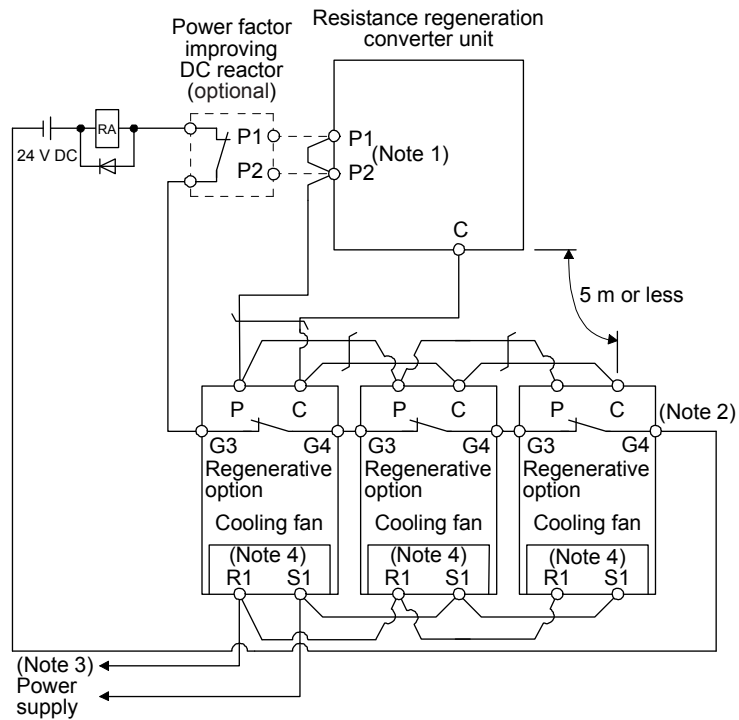 Resistance regeneration
converter unit
Power factor
improving
DC reactor
(optional)
RA
24 V DC
P1
P2
P1
(Note 1)
P2
C
5 m or less
P C
P C
P C
(Note 2)
G3 G4
G3 G4
G3 G4
Regenerative
option
Regenerative
option
Regenerative
option
Cooling fan
Cooling fan
Cooling fan
(Note 4)
(Note 4)
(Note 4)
R1 S1
R1 S1
R1 S1
(Note 3)
Power
supply